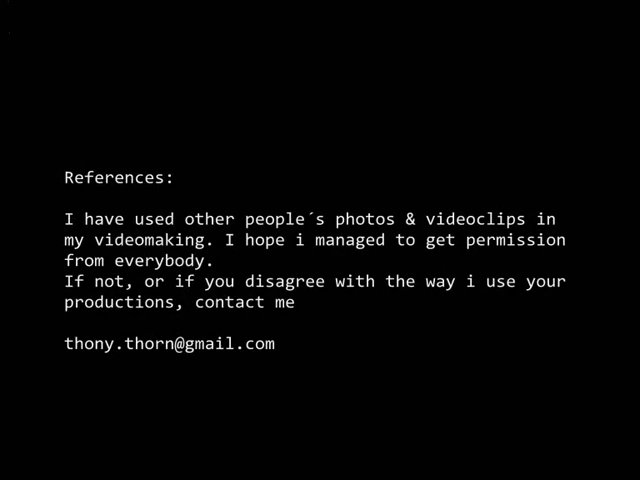 References:
I have used other people´s photos & videoclips in
my videomaking. I hope i managed to get permission
from everybody.
If not, or if you disagree with the way i use your
productions, contact me
thony.thorn@gmail.com